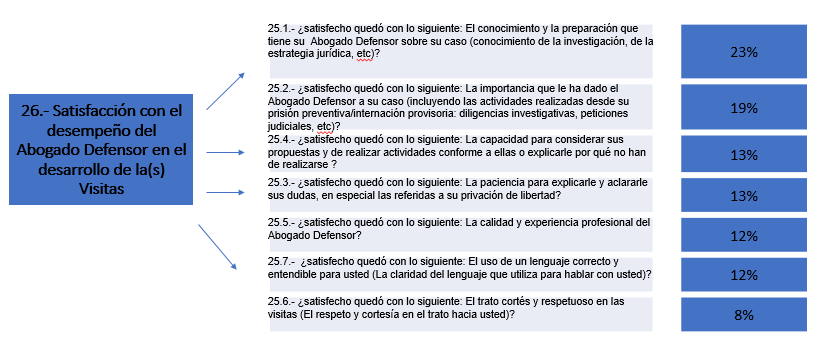 26.- Satisfacción con el
desempeño del
Abogado Defensor en el
desarrollo de la(s)
Visitas
25.1.- ¿satisfecho quedó con lo siguiente: El conocimiento y la preparación que
tiene su  Abogado Defensor sobre su caso (conocimiento de la investigación, de la
estrategia jurídica, etc)?
23%
25.2.- ¿satisfecho quedó con lo siguiente: La importancia que le ha dado el
Abogado Defensor a su caso (incluyendo las actividades realizadas desde su
prisión preventiva/internación provisoria: diligencias investigativas, peticiones
judiciales, etc)?
19%
25.4.- ¿satisfecho quedó con lo siguiente: La capacidad para considerar sus
propuestas y de realizar actividades conforme a ellas o explicarle por qué no han
de realizarse ?
13%
25.3.- ¿satisfecho quedó con lo siguiente: La paciencia para explicarle y aclararle
sus dudas, en especial las referidas a su privación de libertad?
13%
25.5.- ¿satisfecho quedó con lo siguiente: La calidad y experiencia profesional del
Abogado Defensor?
12%
25.7.-  ¿satisfecho quedó con lo siguiente: El uso de un lenguaje correcto y
entendible para usted (La claridad del lenguaje que utiliza para hablar con usted)?
12%
25.6.- ¿satisfecho quedó con lo siguiente: El trato cortés y respetuoso en las
visitas (El respeto y cortesía en el trato hacia usted)?
8%